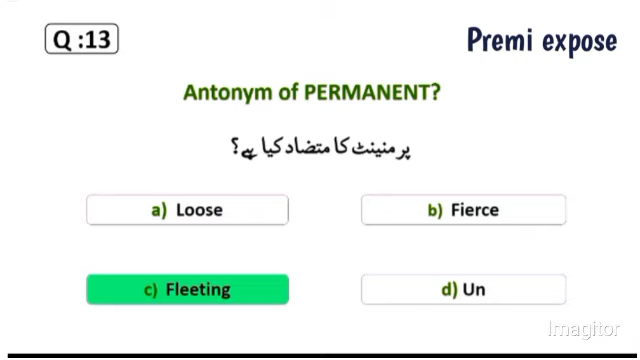 Q :13
Premi expose
Antonym of PERMANENT?
پرمنینٹ کا متضاد کیا ہے؟
a) Loose
b) Fierce
c) Fleeting
d) Un
Imagitor